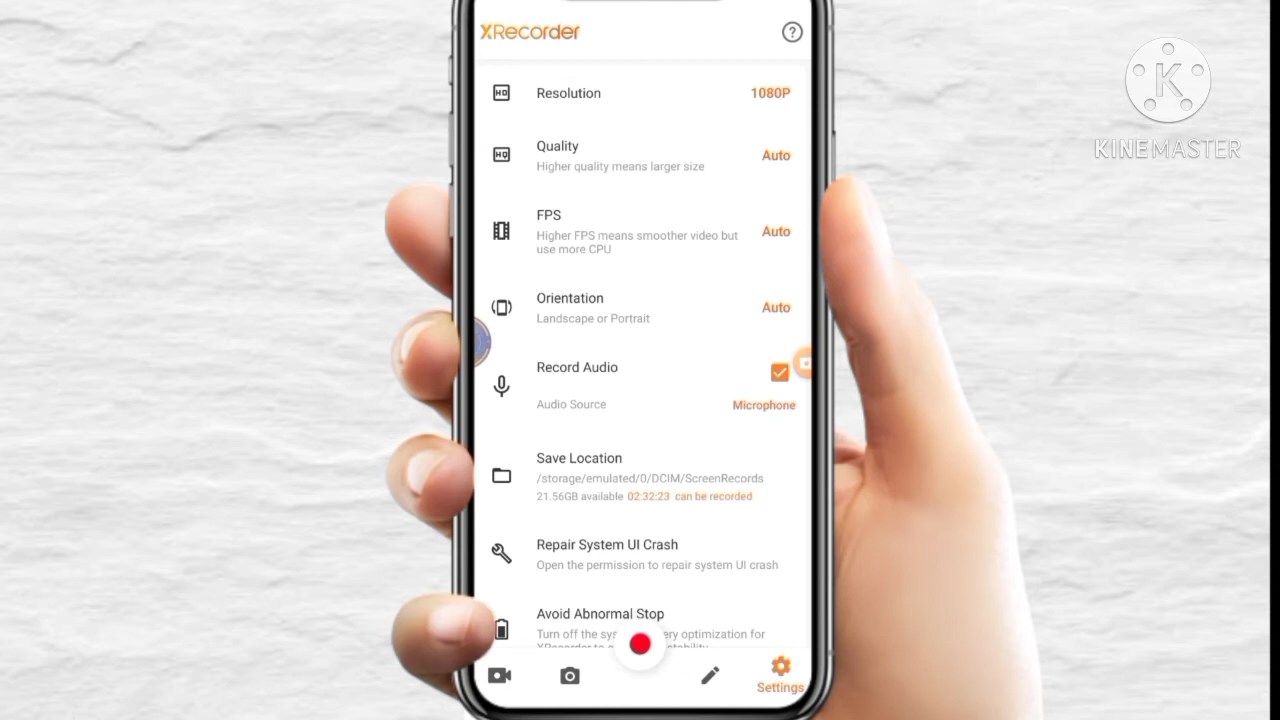 XRecorder
KINEMASTER
Resolution
1080P
Quality
Higher quality means larger size
Auto
FPS
Higher FPS means smoother video but
use more CPU
Auto
Orientation
Landscape or Portrait
Auto
Record Audio
Audio Source
Microphone
Save Location
/storage/emulated/0/DCIM/ScreenRecords
21.56GB available 02:32:23 can be recorded
Repair System UI Crash
Open the permission to repair system UI crash
Avoid Abnormal Stop
Turn off the optimization for
XRecorder to
Settings